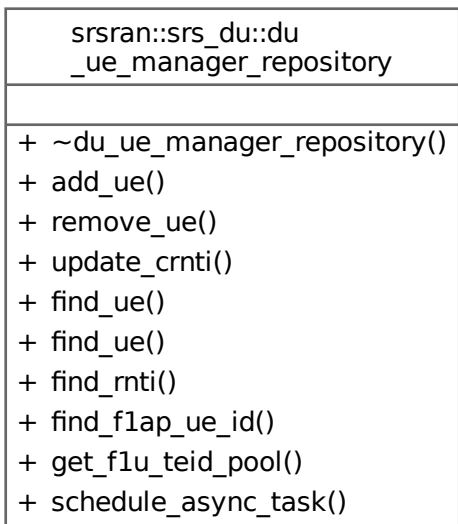 srsran::srs_du::du
_ue_manager_repository
+ ~du_ue_manager_repository()
+ add_ue()
+ remove_ue()
+ update_crnti()
+ find_ue()
+ find_ue()
+ find_rnti()
+ find_f1ap_ue_id()
+ get_f1u_teid_pool()
+ schedule_async_task()